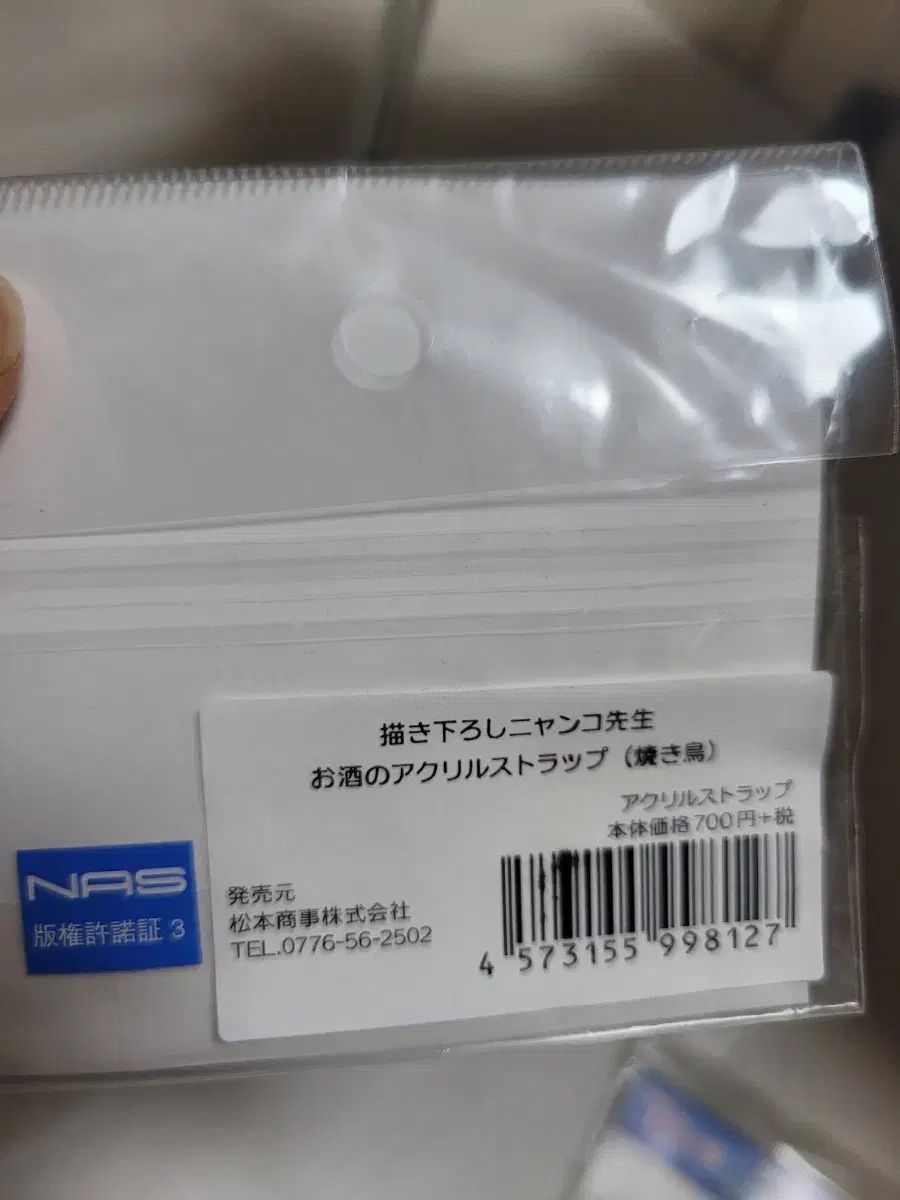 描き下ろしニャンコ先生
お酒のアクリルストラップ（焼き鳥）
アクリルストラップ
本体価格700円+税
NAS
版権許諾証 3
発売元
松本商事株式会社
TEL.0776-56-2502
4 573155 998127